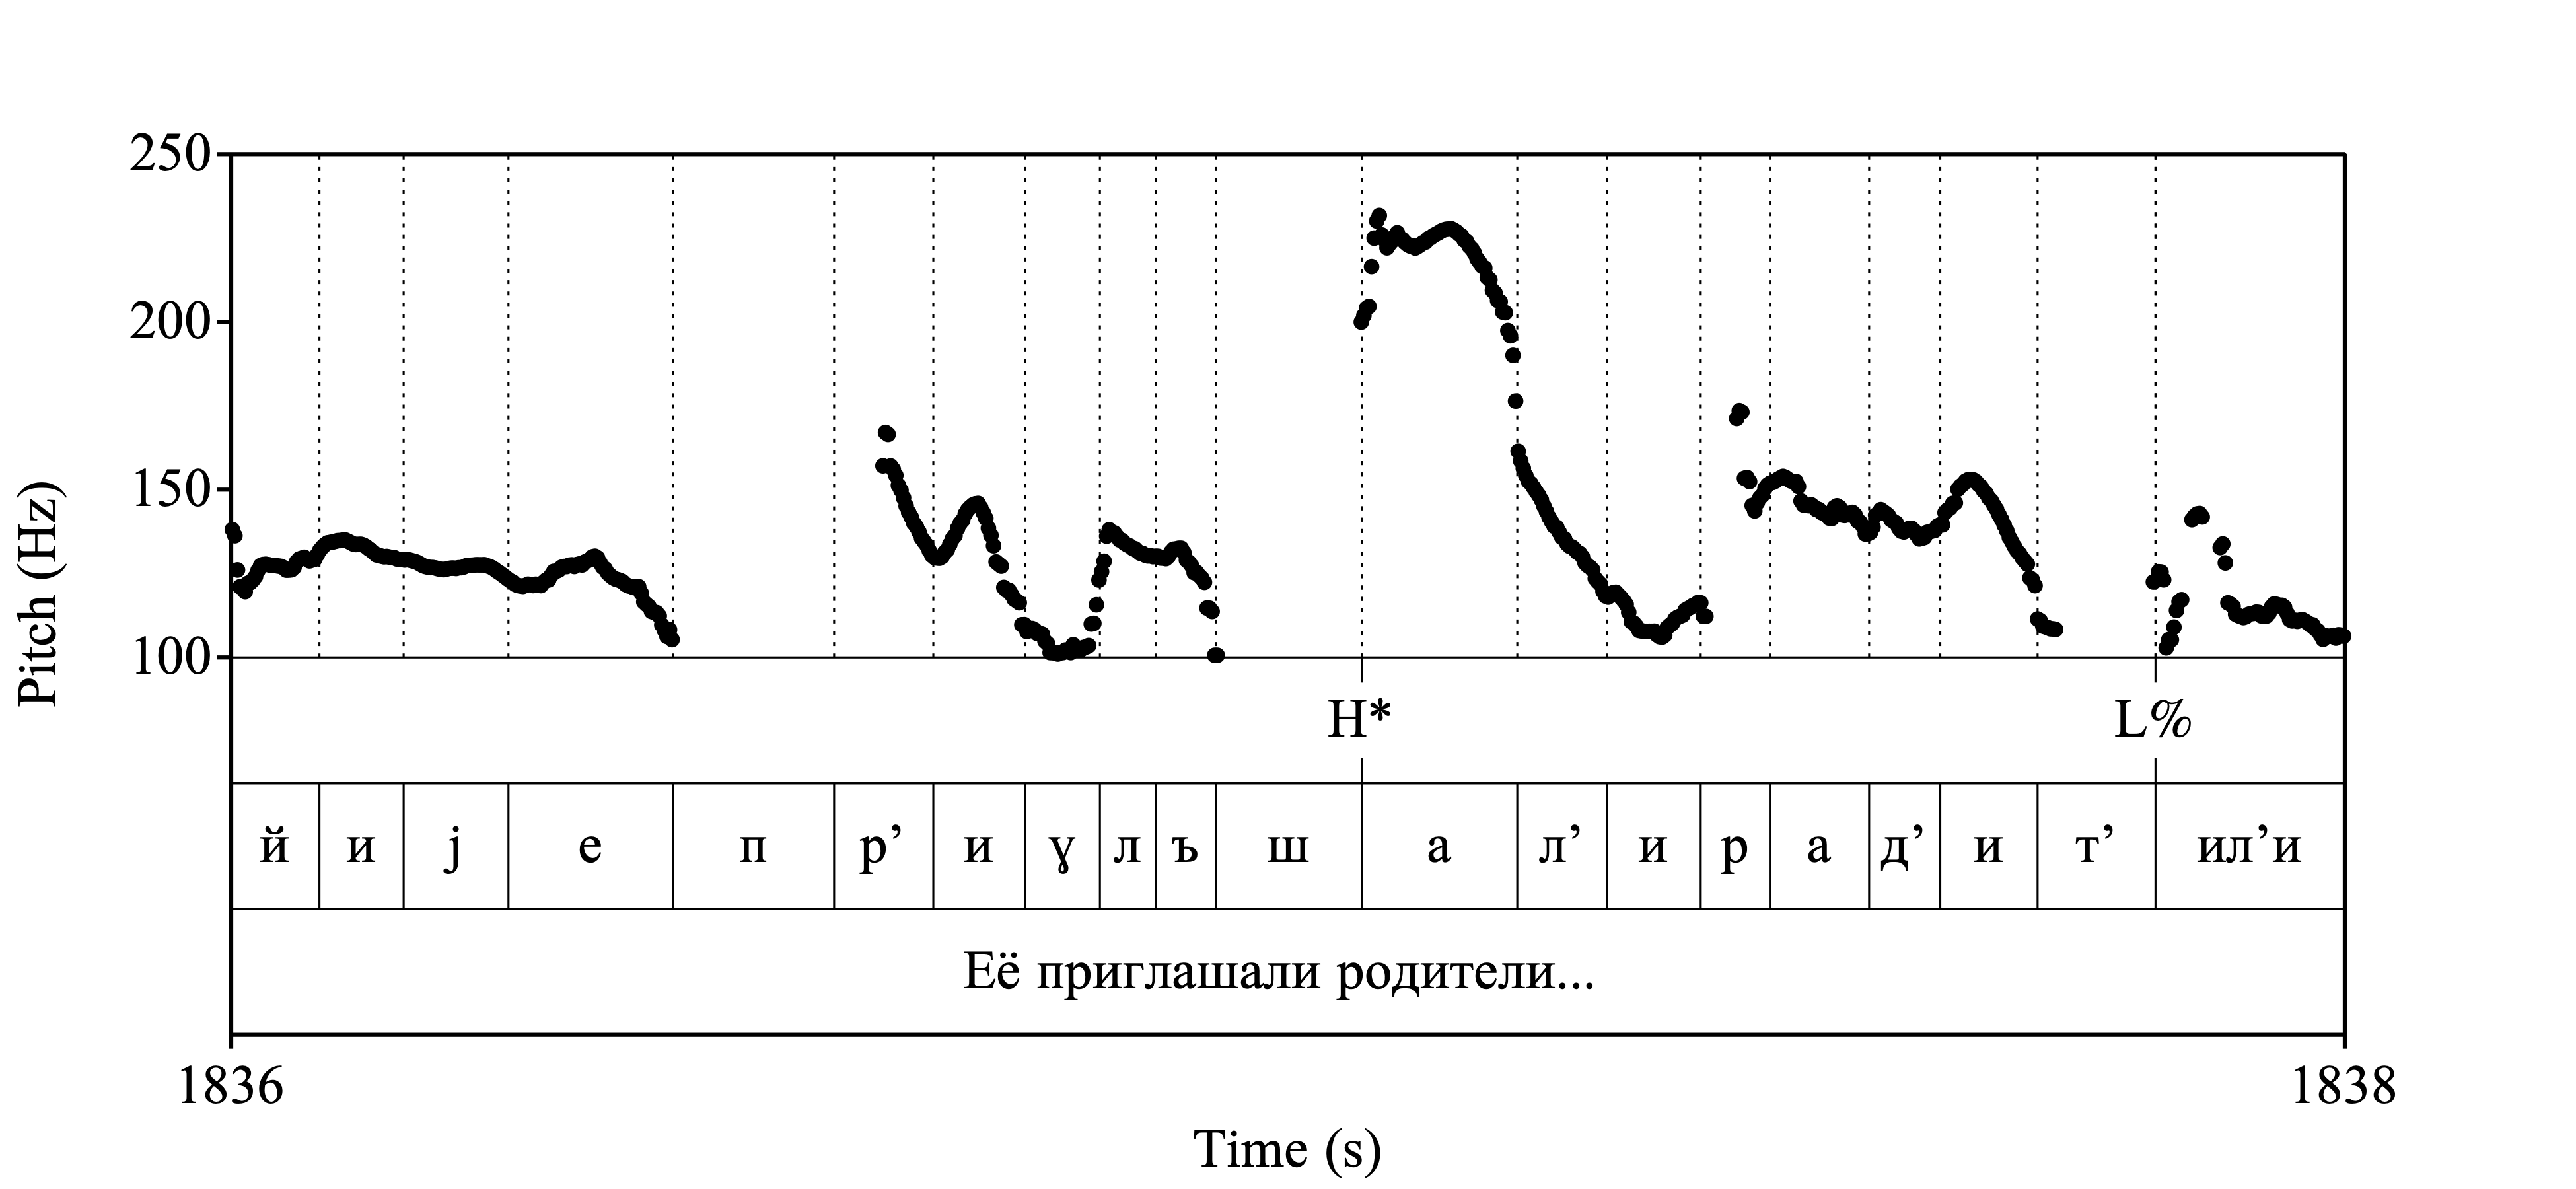 250
200
150
100
Pitch (Hz)
H* L%
й и j е п р’ и ɣ л ъ ш а л’ и р а д’ и т’ ил’и
Её приглашали родители...
1836 1838
Time (s)